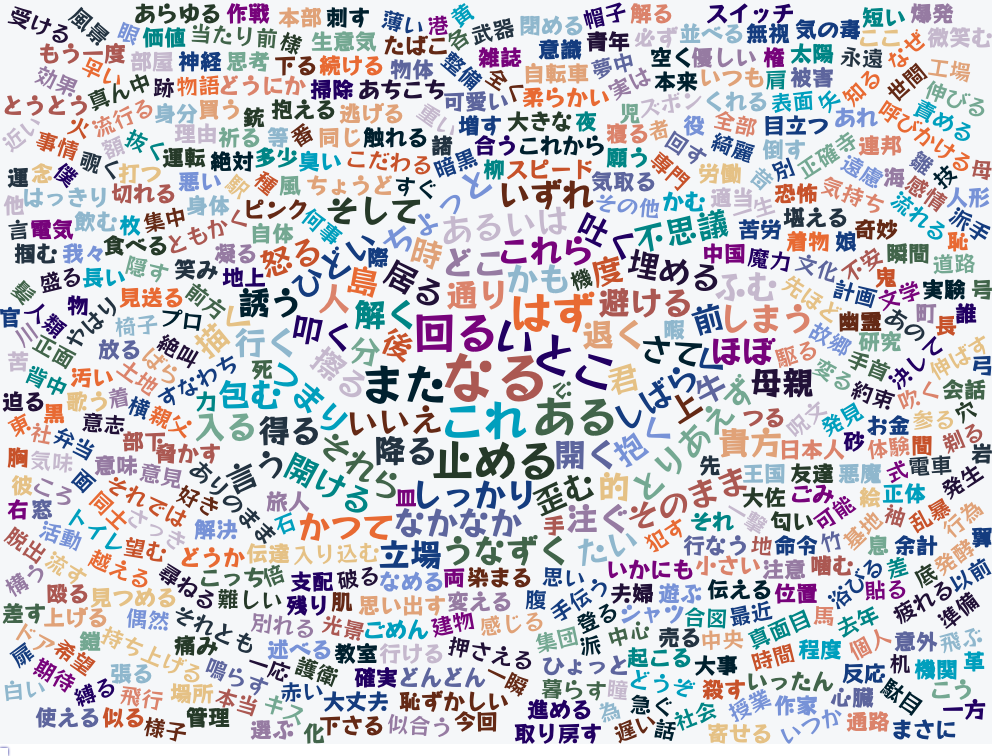 受ける 風景 眼 あらゆる 作戦 本部 刺す 薄い 港 黄 各 武器 閉める 帽子 解る スイッチ 短い 爆発
価値 当たり前 様 生意気 たばこ 雑誌 意識 青年 必ず 並べる 無視 気の毒 ここ なぜ 微笑む
もう一度 部屋 神経 思考 下る 続ける 物体 整備 全く 自転車 夢中 空く 優しい 権 太陽 永遠 世間 工場
効果 早い 真ん中 跡 物語 どうにか 掃除 あちこち 可愛い 柔らかい 実は 本来 いつも 肩 被害 知る 伸びる
とうとう 火 流行る 身分 買う 銃 抱える 逃げる 重い 増す 大きな 夜 児 ズボン くれる 表面 矢 あれ 呼びかける 責める
近い 事情 額 抜く 理由 祈る 等 番 同じ 触れる 諸 合う これから 寝る 者 役 全部 目立つ 連邦
覗く 運転 絶対 多少 臭い こだわる 暗黒 柳 スピード 願う 専門 回す 綺麗 倒す 正確 寺 雑 母
運 念 僕 打つ 悪い 駅 種 風 ちょうど すぐ いずれ 気取る 労働 昔 別 遠慮 海 感情 技
他 はっきり 切れる 身体 ピンク 何事 そして ちょっと あるいは その他 かむ 適当 生 恐怖 気持ち 人形
言 電気 飲む 枚 集中 ともかく 自体 時 どこ これら 吐く 不思議 苦労 堪える 奇妙 流れる 派手
掴む 我々 食べる 凝る 怒る ひどい 際 居る かも 機 度 埋める 中国 着物 娘 魔力 文化 不安 瞬間 恥 道路
髪 盛る 長い 隠す 笑み 地上 島 通り 避ける ふむ 先ほど 計画 鬼 文学 実験 号
官 物 見送る 前方 誘う 人 解く はず 前 しまう 幽霊 あの 町 長 誰
人類 やはり 椅子 プロ 描く 叩く 分 後 回る い 退く 暇 故郷 研究
川 正面 放る 絶叫 行く とこ さて ほぼ 駆る 変る 手首 決して 伸ばす
苦 背中 汚い ばら 土地 すなわち 死 擦る また なる ぐ 君 母親 約束 吹く 会話 弓
迫る 黒 歌う 着 横 親父 力 包む つまり これ ある しばらく 牛 上 あえず つる 呪文 発見 お金 参る 穴
東 社 弁当 意志 部下 脅かす 入る 得る いいえ 降る 止める 開く 抱く 貴方 日本人 砂 体験 間 剃る
胸 気味 画 意味 意見 ありのまま 言う 開ける それら 先 王国 友達 悪魔 式 電車 岩
彼 ころ それでは 好き 旅人 皿 しっかり 歪む 的 とり そのまま 大佐 ごみ 絵 正体 発生
右 窓 トイレ 同士 さっき 解決 石 かつて なかなか 手 注ぐ それ 一撃 匂い 可能 袖 乱暴 行為
脱出 活動 望む どうか 伝達 入り込む 立場 うなずく たい 犯す 行なう 地 命令 竹 基地 息 余計 翼
構う 流す 越える 尋ねる こっち 倍 支配 破る なめる 両 染まる 思い いかにも 小さい 注意 噛む 差 底 発酵
殴る 見つめる 難しい 残り 肌 思い出す 変える 腹 手伝う 夫婦 遊ぶ 伝える 位置 浴びる 貼る 疲れる 以前
差す 上げる 偶然 それとも 別れる 光景 ごめん 建物 感じる 登る シャツ 合図 最近 真面目 馬 去年 準備
ドア 希望 鎧 持ち上げる 痛み 述べる 教室 行ける 押さえる 集団 派 中心 売る 中央 時間 程度 個人 意外 飛ぶ
扉 期待 張る 鳴らす 一応 護衛 確実 どんどん 一瞬 ひょっと 起こる 大事 反応 机 機関 革
白い 縛る 飛行 場所 本当 キス 赤い 大丈夫 恥ずかしい 暮らす 瞳 どうぞ 殺す いったん 心臓 駄目 こう
使える 似る 様子 管理 選ぶ 化 下さる 似合う 今回 進める 為 急ぐ 社会 授業 作家 いつか 通路 一方
取り戻す 遅い 寄せる まさに